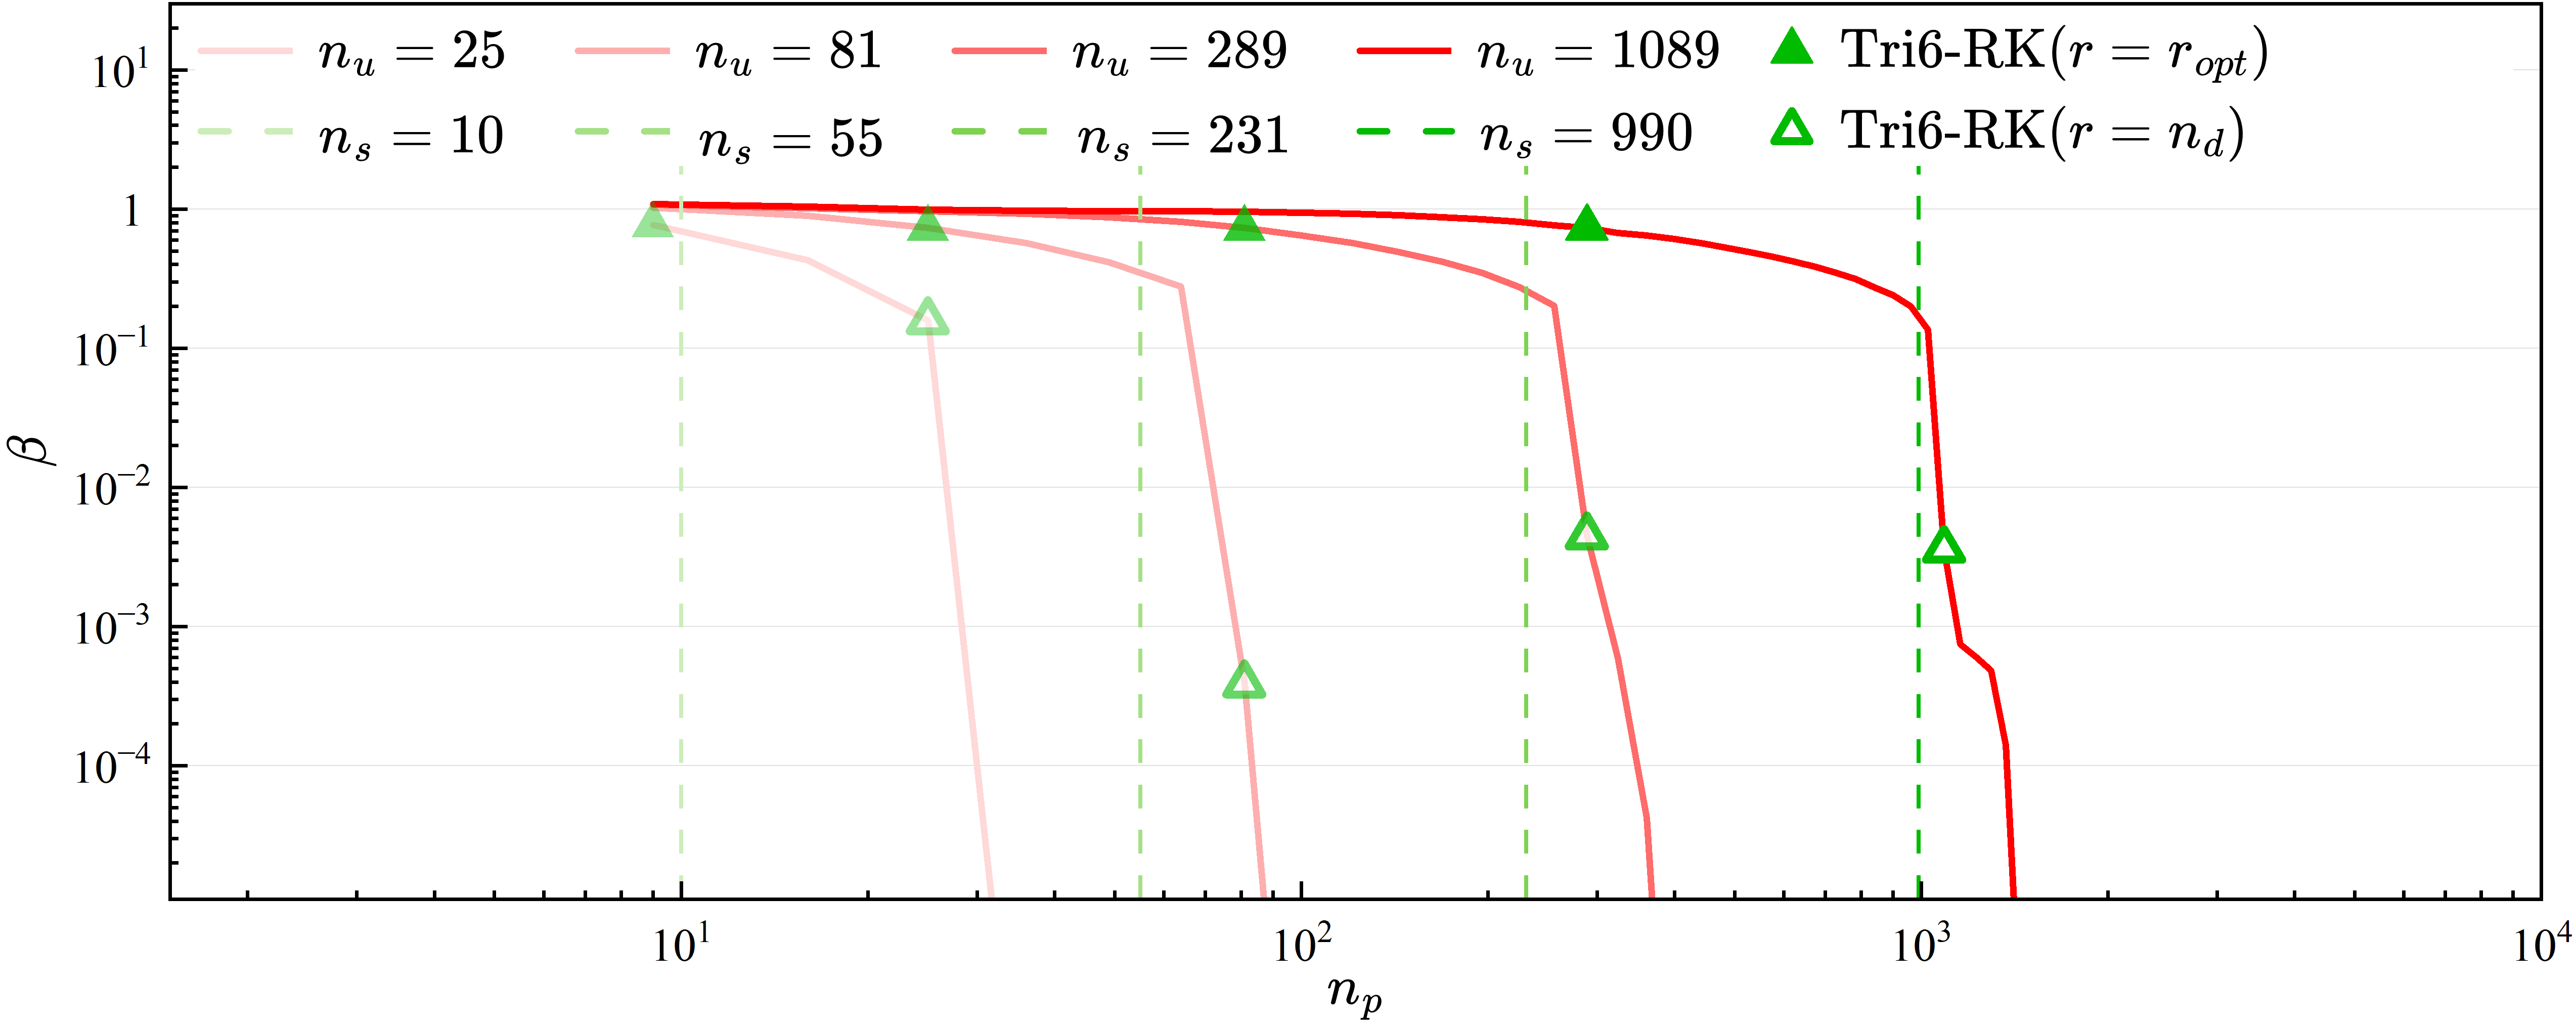 n_u = 25 n_u = 81 n_u = 289 n_u = 1089 Tri6-RK(r = r_opt)
n_s = 10 n_s = 55 n_s = 231 n_s = 990 Tri6-RK(r = n_d)
10^1
1
10^−1
10^−2
10^−3
10^−4
β
10^1 10^2 10^3 10^4
n_p